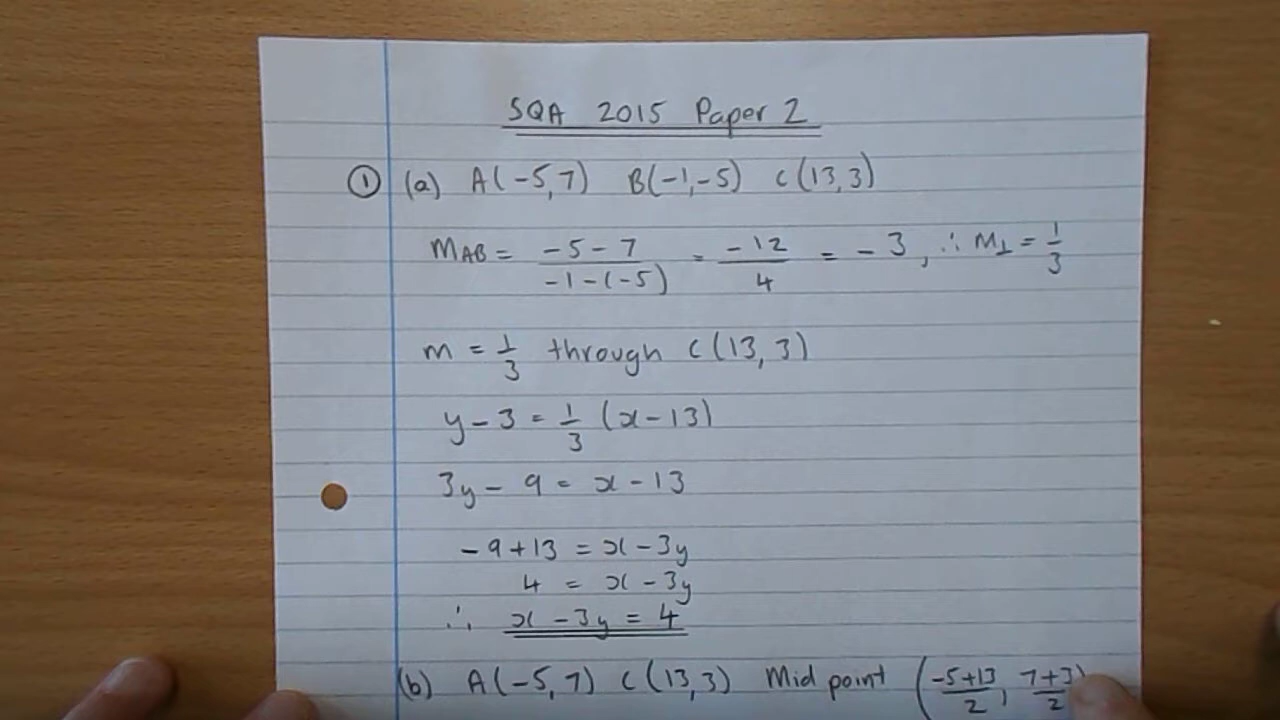 SQA 2015 Paper 2
① (a) A(-5,7) B(-1,-5) C(13,3)
M_AB = (-5-7)/(-1-(-5)) = -12/4 = -3, ∴ M⊥ = 1/3
m = 1/3 through C(13,3)
y-3 = 1/3 (x-13)
3y-9 = x-13
-9+13 = x-3y
4 = x-3y
∴ x-3y = 4
(b) A(-5,7) C(13,3) Mid point ((-5+13)/2, (7+3)/2)